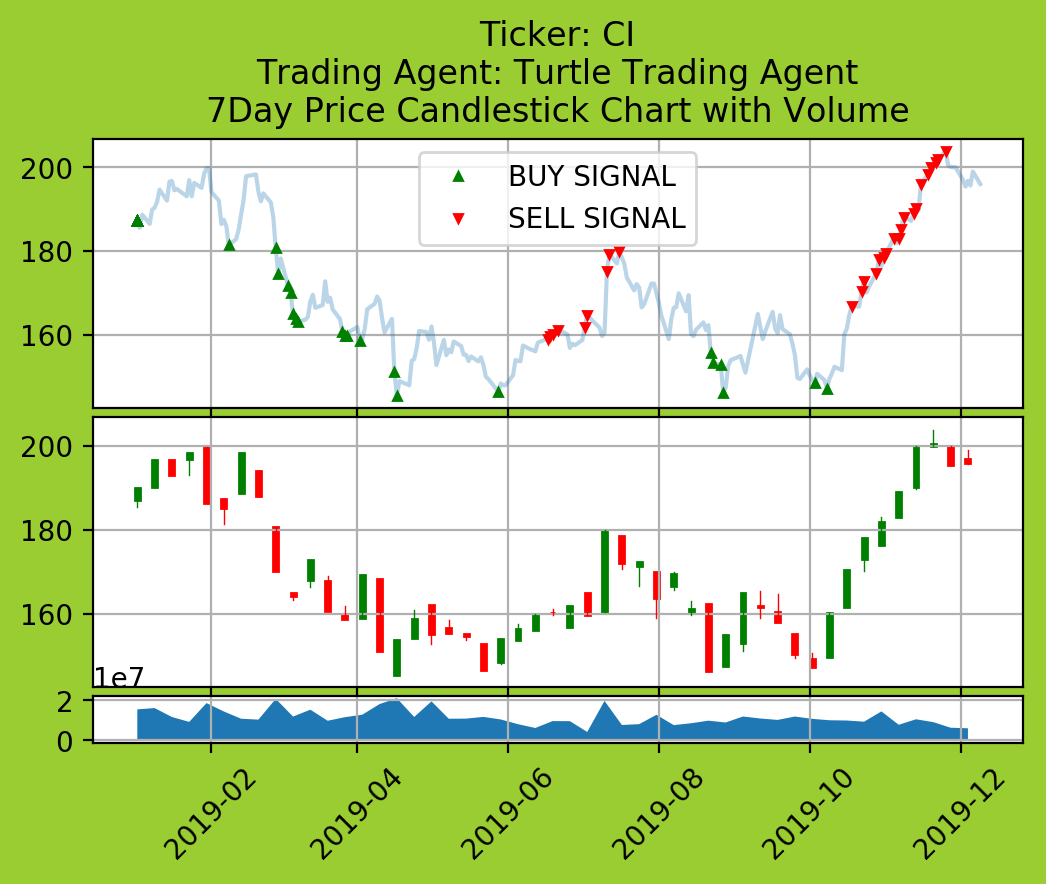 Ticker: CI
Trading Agent: Turtle Trading Agent
7Day Price Candlestick Chart with Volume
200
180
160
BUY SIGNAL
SELL SIGNAL
200
180
160
1e7
2
0
2019-02
2019-04
2019-06
2019-08
2019-10
2019-12